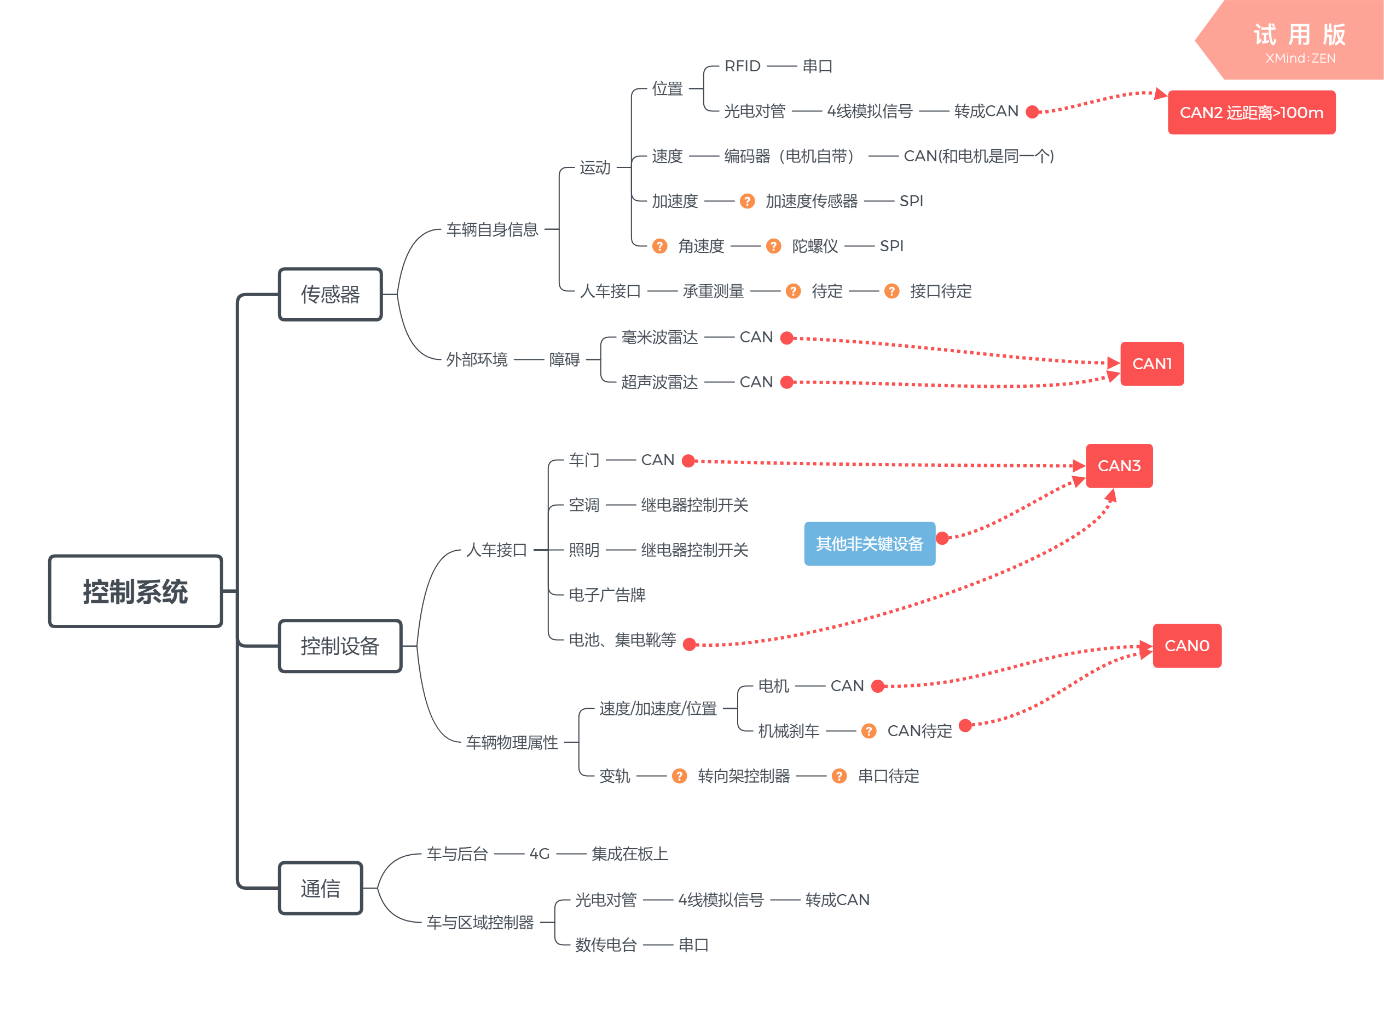 试用版
XMind:ZEN
控制系统
传感器
车辆自身信息
运动
位置
RFID
串口
光电对管
4线模拟信号
转成CAN
CAN2 远距离>100m
速度
编码器（电机自带）
CAN(和电机是同一个)
加速度
? 加速度传感器
SPI
? 角速度
? 陀螺仪
SPI
人车接口
承重测量
? 待定
? 接口待定
外部环境
障碍
毫米波雷达
CAN
超声波雷达
CAN
CAN1
控制设备
人车接口
车门
CAN
CAN3
空调
继电器控制开关
其他非关键设备
照明
继电器控制开关
电子广告牌
电池、集电靴等
车辆物理属性
速度/加速度/位置
电机
CAN
CAN0
机械刹车
? CAN待定
变轨
? 转向架控制器
? 串口待定
通信
车与后台
4G
集成在板上
车与区域控制器
光电对管
4线模拟信号
转成CAN
数传电台
串口